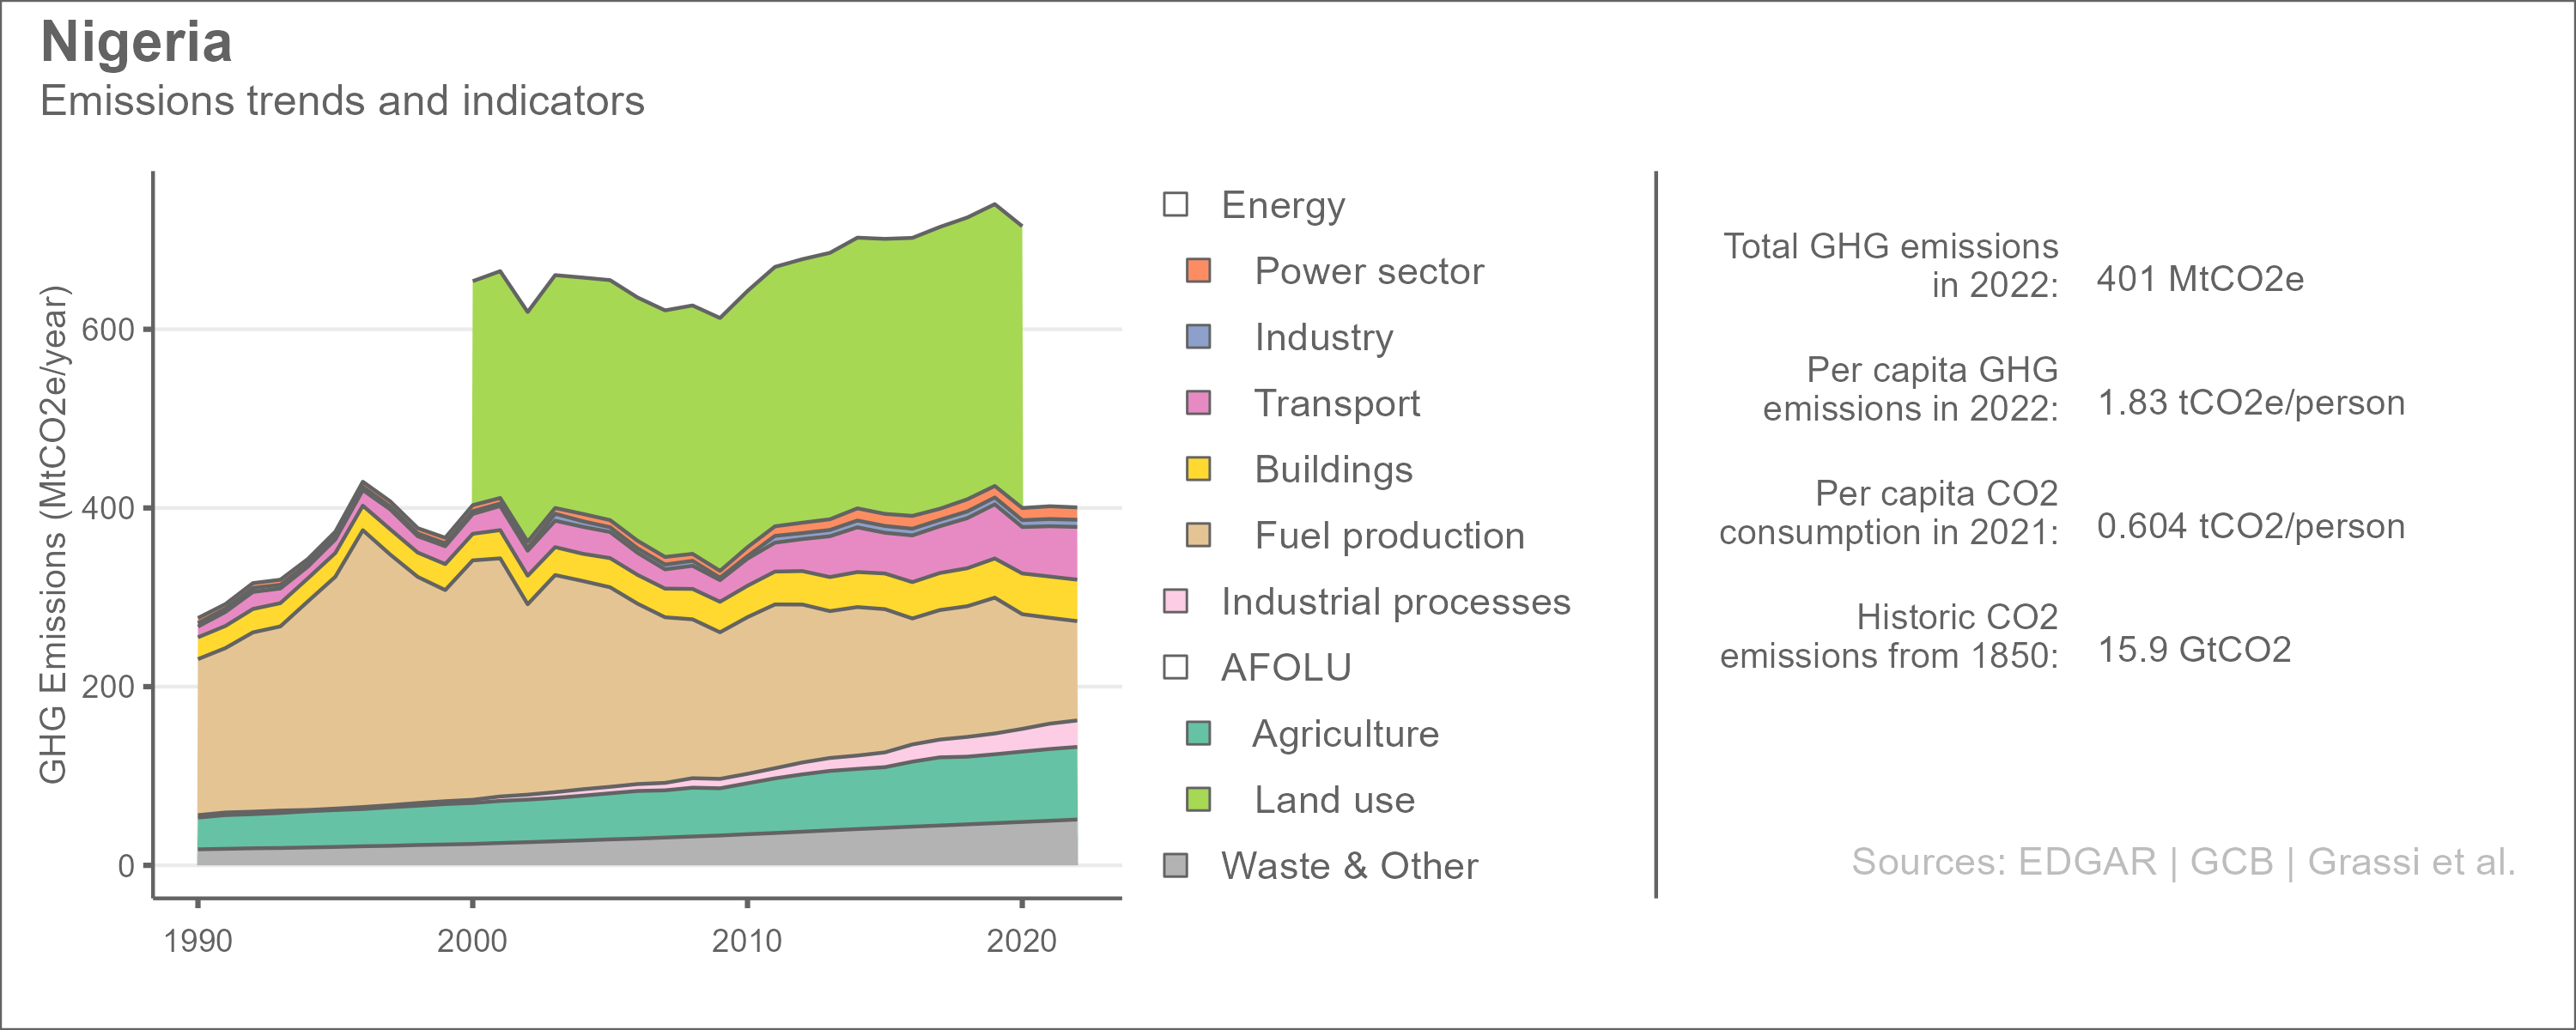 Nigeria
Emissions trends and indicators
GHG Emissions (MtCO2e/year)
600
400
200
0
1990
2000
2010
2020
Energy
Power sector
Industry
Transport
Buildings
Fuel production
Industrial processes
AFOLU
Agriculture
Land use
Waste & Other
Total GHG emissions
in 2022:
401 MtCO2e
Per capita GHG
emissions in 2022:
1.83 tCO2e/person
Per capita CO2
consumption in 2021:
0.604 tCO2/person
Historic CO2
emissions from 1850:
15.9 GtCO2
Sources: EDGAR | GCB | Grassi et al.